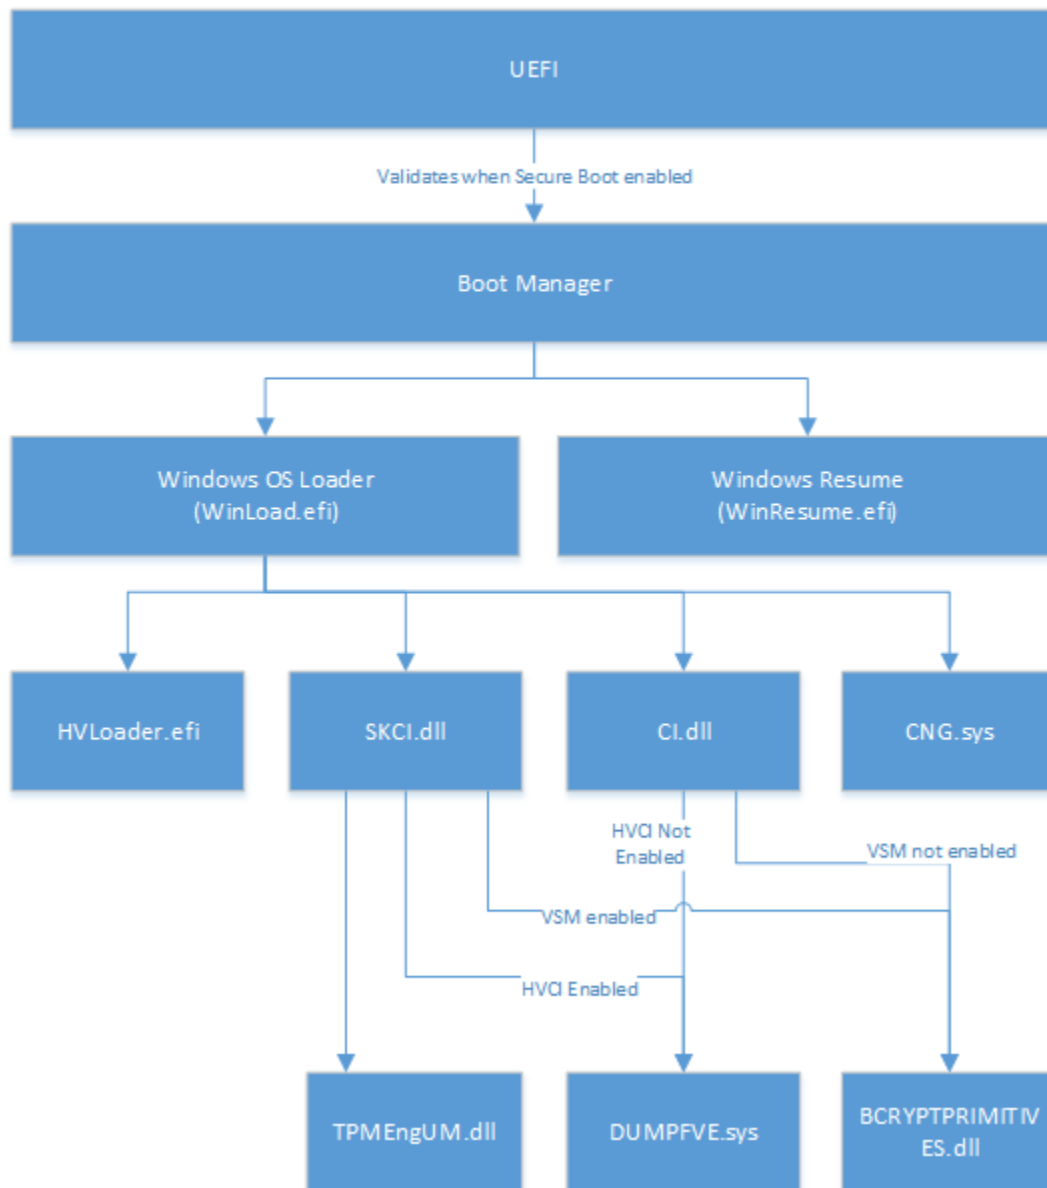 UEFI
Validates when Secure Boot enabled
Boot Manager
Windows OS Loader
(WinLoad.efi)
Windows Resume
(WinResume.efi)
HVLoader.efi
SKCI.dll
CI.dll
CNG.sys
HVCI Not
Enabled
VSM not enabled
VSM enabled
HVCI Enabled
TPMEngUM.dll
DUMPFVE.sys
BCRYPTPRIMITIV
ES.dll